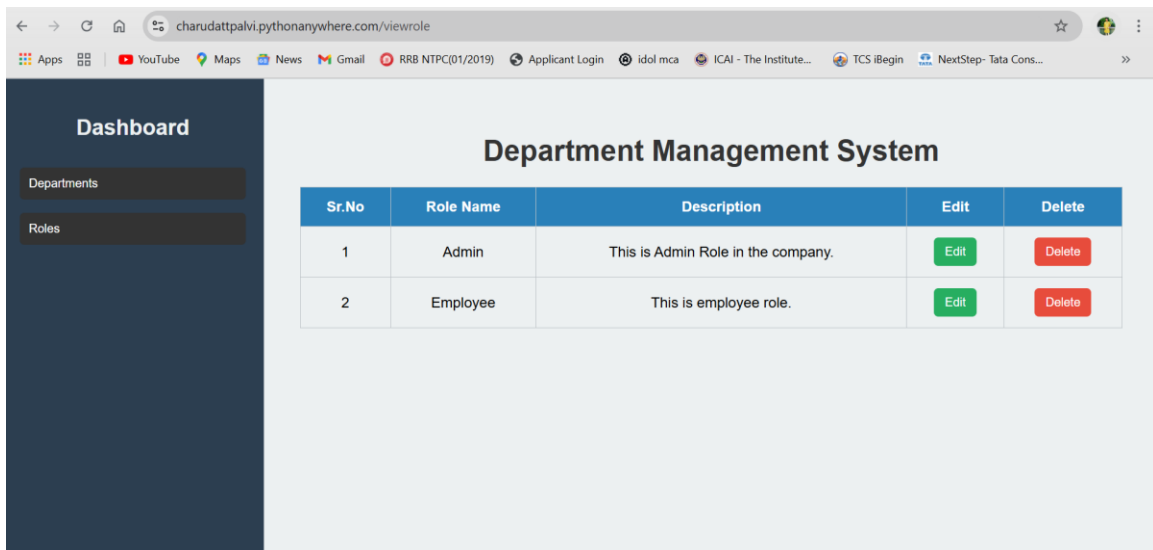 charudattpalvi.pythonanywhere.com/viewrole
Apps YouTube Maps News Gmail RRB NTPC(01/2019) Applicant Login idol mca ICAI - The Institute... TCS iBegin NextStep- Tata Cons... »
Dashboard
Departments
Roles
Department Management System
Sr.No Role Name Description Edit Delete
1 Admin This is Admin Role in the company. Edit Delete
2 Employee This is employee role. Edit Delete